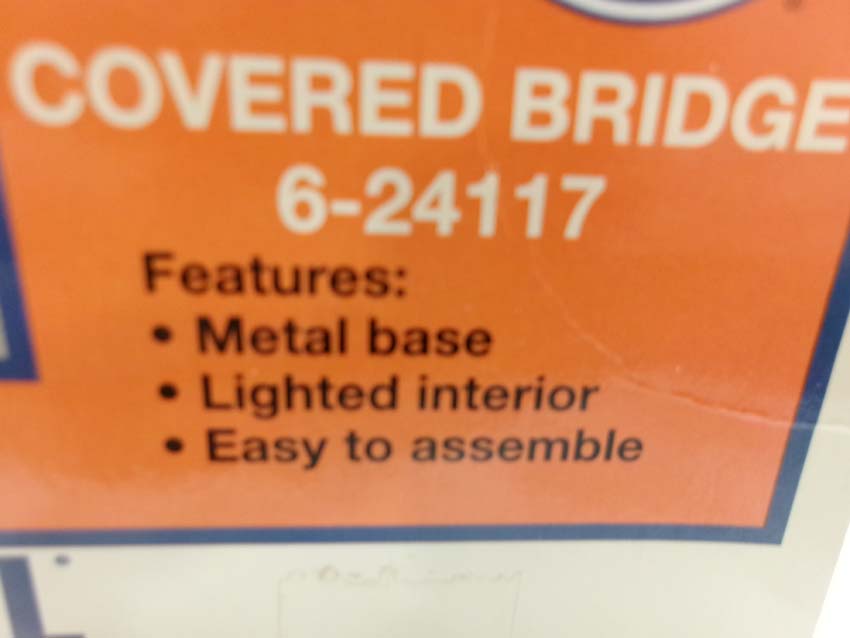 COVERED BRIDGE
6-24117
Features:
• Metal base
• Lighted interior
• Easy to assemble